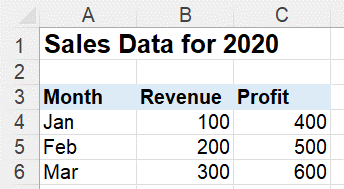 A B C
1 Sales Data for 2020
2
3 Month Revenue Profit
4 Jan 100 400
5 Feb 200 500
6 Mar 300 600